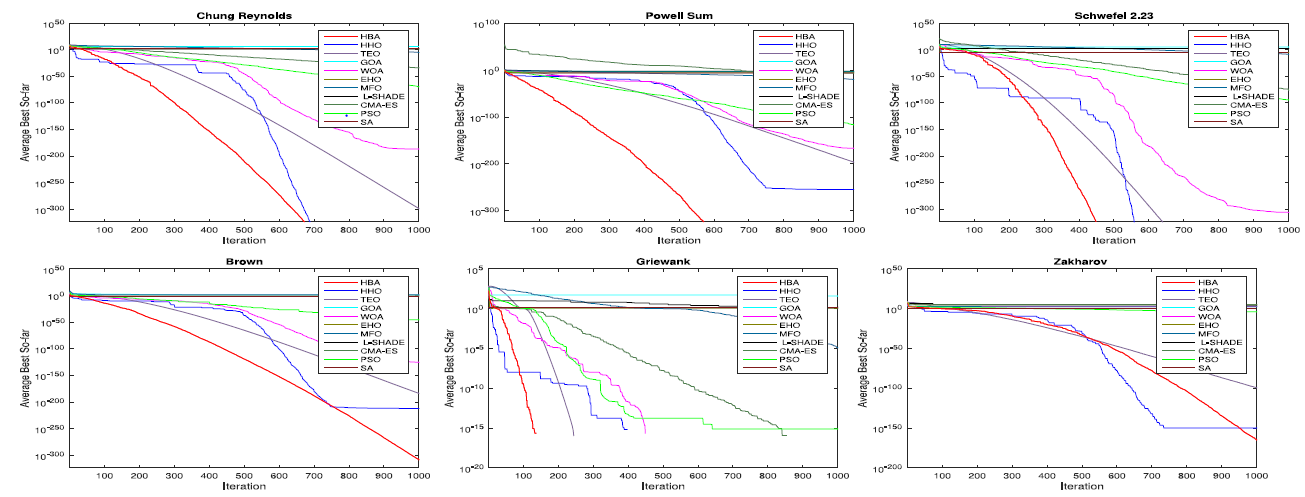 Chung Reynolds
Average Best So-far
10^50
10^0
10^-50
10^-100
10^-150
10^-200
10^-250
10^-300
HBA
HHO
TEO
GOA
WOA
EHO
MFO
L-SHADE
CMA-ES
PSO
SA
100 200 300 400 500 600 700 800 900 1000
Iteration
Powell Sum
Average Best So-far
10^100
10^0
10^-100
10^-200
10^-300
HBA
HHO
TEO
GOA
WOA
EHO
MFO
L-SHADE
CMA-ES
PSO
SA
100 200 300 400 500 600 700 800 900 1000
Iteration
Schwefel 2.23
Average Best So-far
10^50
10^0
10^-50
10^-100
10^-150
10^-200
10^-250
10^-300
HBA
HHO
TEO
GOA
WOA
EHO
MFO
L-SHADE
CMA-ES
PSO
SA
100 200 300 400 500 600 700 800 900 1000
Iteration
Brown
Average Best So-far
10^50
10^0
10^-50
10^-100
10^-150
10^-200
10^-250
10^-300
HBA
HHO
TEO
GOA
WOA
EHO
MFO
L-SHADE
CMA-ES
PSO
SA
100 200 300 400 500 600 700 800 900 1000
Iteration
Griewank
Average Best So-far
10^5
10^0
10^-5
10^-10
10^-15
10^-20
HBA
HHO
TEO
GOA
WOA
EHO
MFO
L-SHADE
CMA-ES
PSO
SA
100 200 300 400 500 600 700 800 900 1000
Iteration
Zakharov
Average Best So-far
10^50
10^0
10^-50
10^-100
10^-150
10^-200
HBA
HHO
TEO
GOA
WOA
EHO
MFO
L-SHADE
CMA-ES
PSO
SA
100 200 300 400 500 600 700 800 900 1000
Iteration